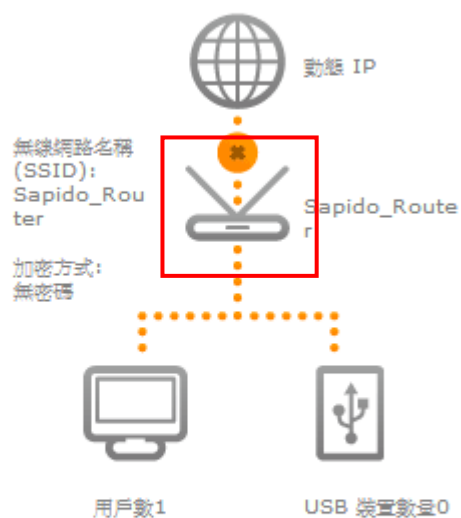 動態 IP
無線網路名稱
(SSID):
Sapido_Rou
ter
Sapido_Route
r
加密方式:
無密碼
用戶數1
USB 裝置數量0